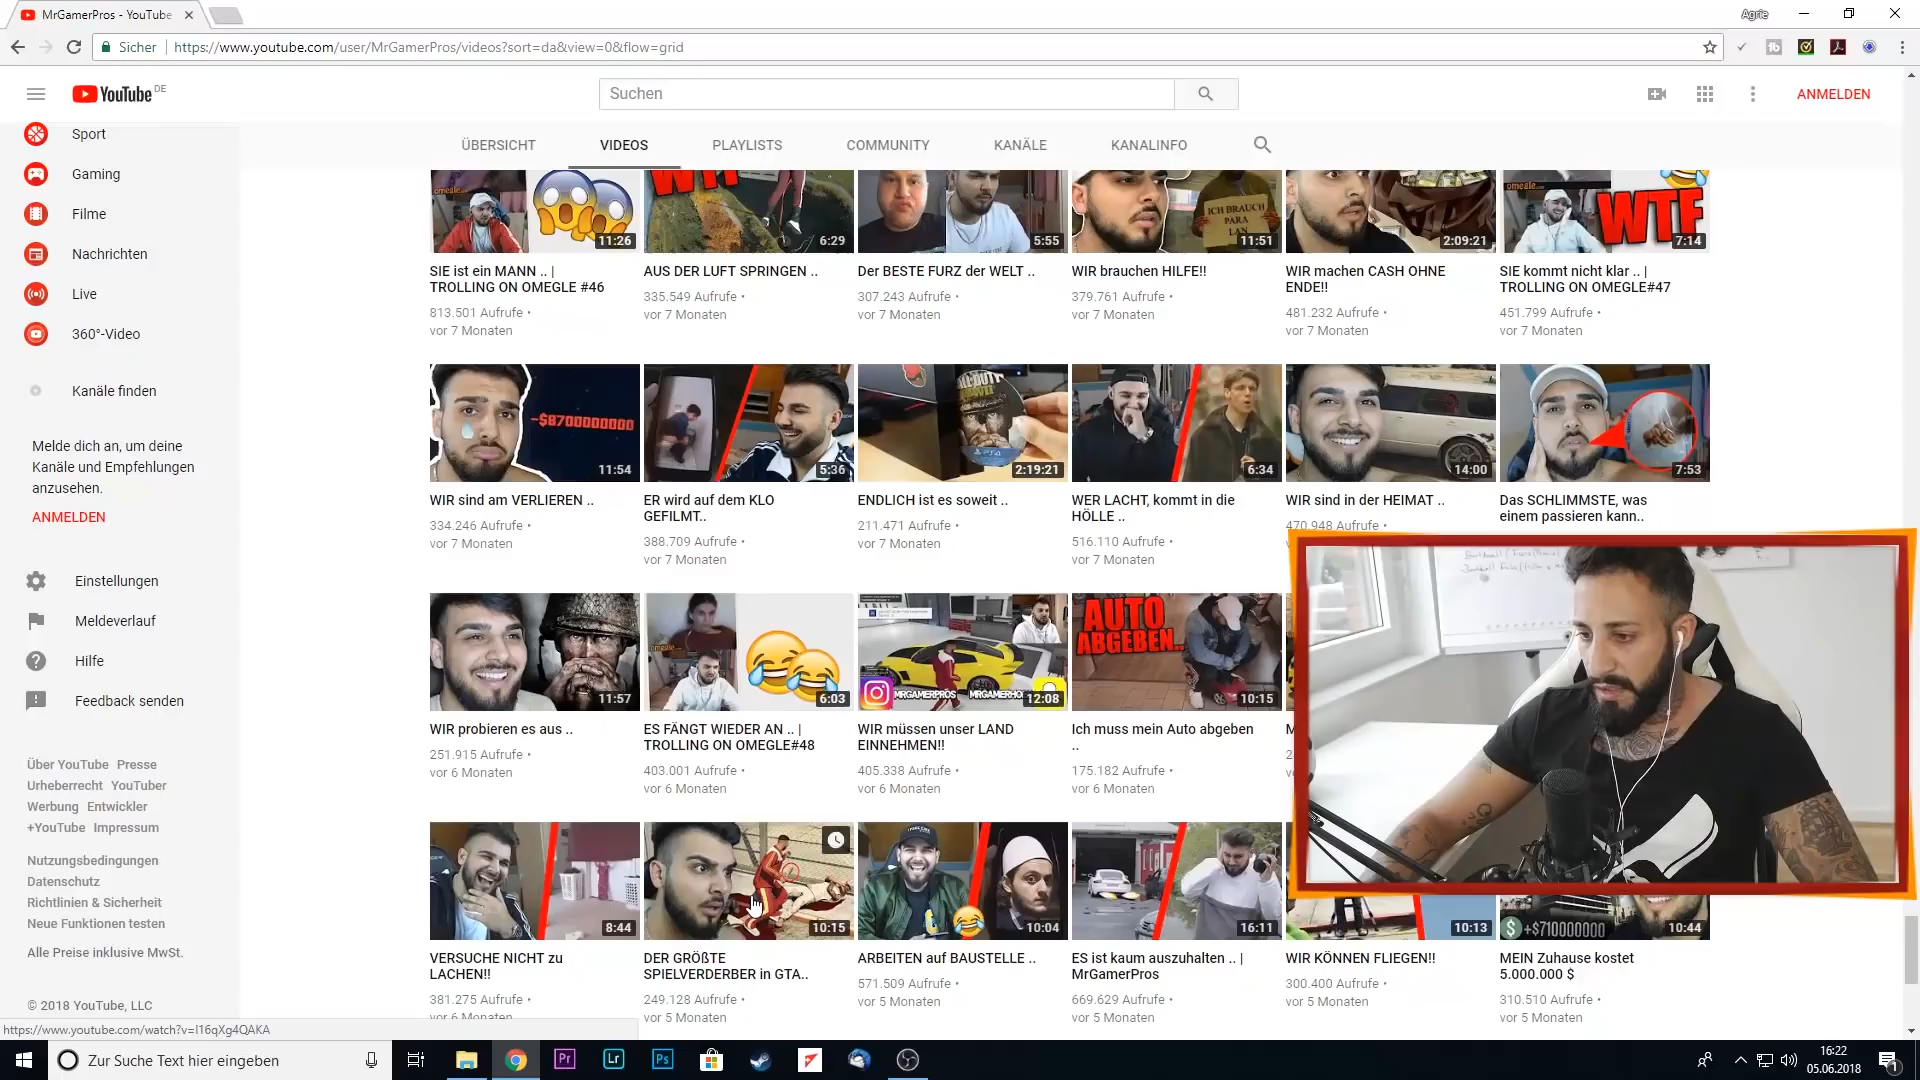 MrGamerPros - YouTube
Agrie
Sicher
https://www.youtube.com/user/MrGamerPros/videos?sort=da&view=0&flow=grid
YouTube DE
Suchen
ANMELDEN
ÜBERSICHT
VIDEOS
PLAYLISTS
COMMUNITY
KANÄLE
KANALINFO
Sport
Gaming
Filme
Nachrichten
Live
360°-Video
Kanäle finden
Melde dich an, um deine
Kanäle und Empfehlungen
anzusehen.
ANMELDEN
Einstellungen
Meldeverlauf
Hilfe
Feedback senden
Über YouTube Presse
Urheberrecht YouTuber
Werbung Entwickler
+YouTube Impressum
Nutzungsbedingungen
Datenschutz
Richtlinien & Sicherheit
Neue Funktionen testen
Alle Preise inklusive MwSt.
© 2018 YouTube, LLC
omegle
11:26
SIE ist ein MANN .. |
TROLLING ON OMEGLE #46
813.501 Aufrufe •
vor 7 Monaten
WTF
6:29
AUS DER LUFT SPRINGEN ..
335.549 Aufrufe •
vor 7 Monaten
5:55
Der BESTE FURZ der WELT ..
307.243 Aufrufe •
vor 7 Monaten
ICH BRAUCH
PARA
LAN
11:51
WIR brauchen HILFE!!
379.761 Aufrufe •
vor 7 Monaten
2:09:21
WIR machen CASH OHNE
ENDE!!
481.232 Aufrufe •
vor 7 Monaten
omegle.com
WTF
7:14
SIE kommt nicht klar .. |
TROLLING ON OMEGLE#47
451.799 Aufrufe •
vor 7 Monaten
-$8700000000
11:54
WIR sind am VERLIEREN ..
334.246 Aufrufe •
vor 7 Monaten
5:36
ER wird auf dem KLO
GEFILMT..
388.709 Aufrufe •
vor 7 Monaten
2:19:21
ENDLICH ist es soweit ..
211.471 Aufrufe •
vor 7 Monaten
6:34
WER LACHT, kommt in die
HÖLLE ..
516.110 Aufrufe •
vor 7 Monaten
14:00
WIR sind in der HEIMAT ..
470.948 Aufrufe •
7:53
Das SCHLIMMSTE, was
einem passieren kann..
11:57
WIR probieren es aus ..
251.915 Aufrufe •
vor 6 Monaten
omegle
6:03
ES FÄNGT WIEDER AN .. |
TROLLING ON OMEGLE#48
403.001 Aufrufe •
vor 6 Monaten
MRGAMERPROS
12:08
WIR müssen unser LAND
EINNEHMEN!!
405.338 Aufrufe •
vor 6 Monaten
AUTO
ABGEBEN..
10:15
Ich muss mein Auto abgeben
..
175.182 Aufrufe •
vor 6 Monaten
8:44
VERSUCHE NICHT zu
LACHEN!!
381.275 Aufrufe •
vor 6 Monaten
10:15
DER GRÖßTE
SPIELVERDERBER in GTA..
249.128 Aufrufe •
vor 5 Monaten
10:04
ARBEITEN auf BAUSTELLE ..
571.509 Aufrufe •
vor 5 Monaten
16:11
ES ist kaum auszuhalten .. |
MrGamerPros
669.629 Aufrufe •
vor 5 Monaten
10:13
WIR KÖNNEN FLIEGEN!!
300.400 Aufrufe •
vor 5 Monaten
+$710000000
10:44
MEIN Zuhause kostet
5.000.000 $
310.510 Aufrufe •
vor 5 Monaten
https://www.youtube.com/watch?v=I16qXg4QAKA
Zur Suche Text hier eingeben
Pr
Lr
Ps
16:22
05.06.2018
1